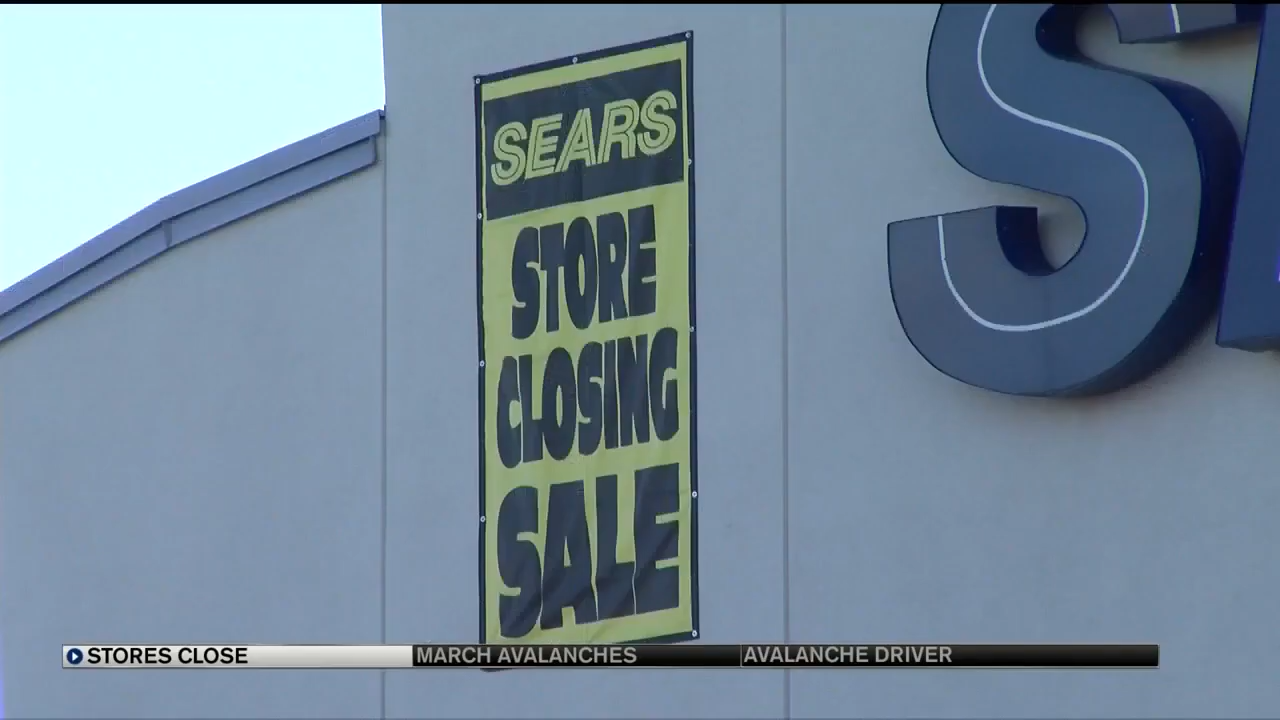 SEARS
STORE
CLOSING
SALE
S
STORES CLOSE MARCH AVALANCHES AVALANCHE DRIVER